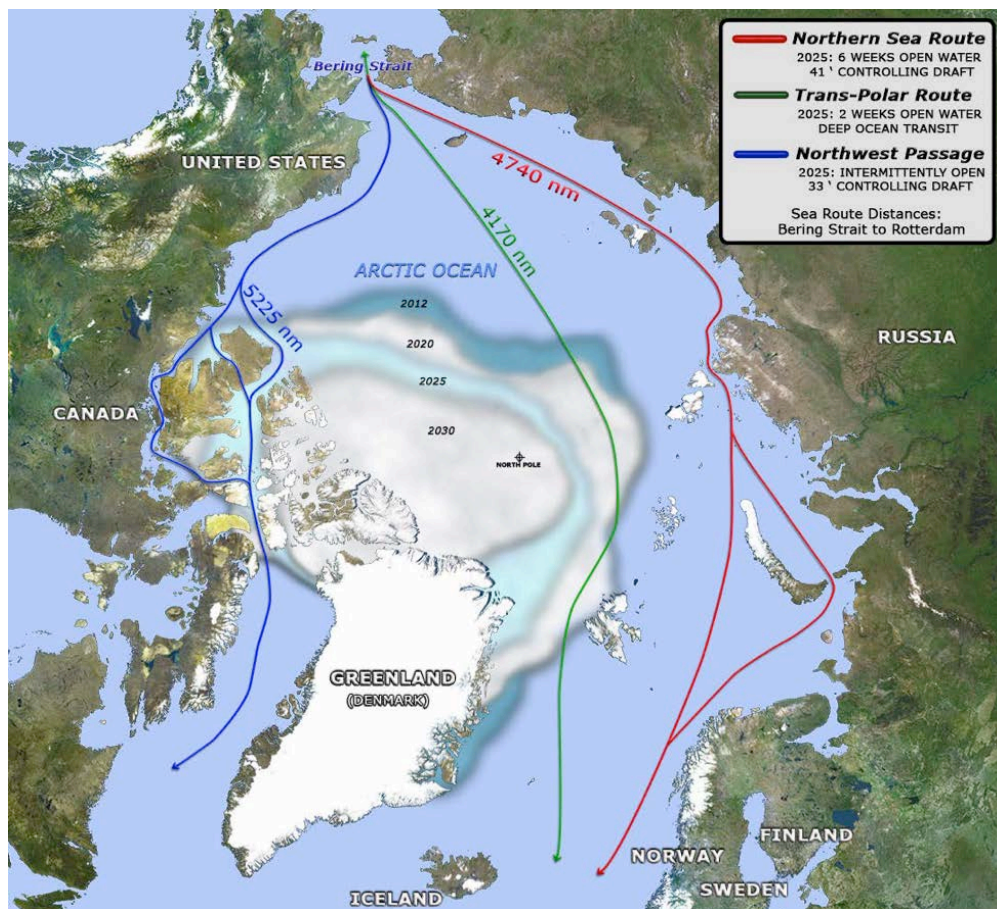 Northern Sea Route
2025: 6 WEEKS OPEN WATER
41 ' CONTROLLING DRAFT
Trans-Polar Route
2025: 2 WEEKS OPEN WATER
DEEP OCEAN TRANSIT
Northwest Passage
2025: INTERMITTENTLY OPEN
33 ' CONTROLLING DRAFT
Sea Route Distances:
Bering Strait to Rotterdam
Bering Strait
UNITED STATES
4740 nm
4170 nm
ARCTIC OCEAN
5225 nm
2012
2020
2025
2030
RUSSIA
CANADA
NORTH POLE
GREENLAND
(DENMARK)
ICELAND
NORWAY
FINLAND
SWEDEN